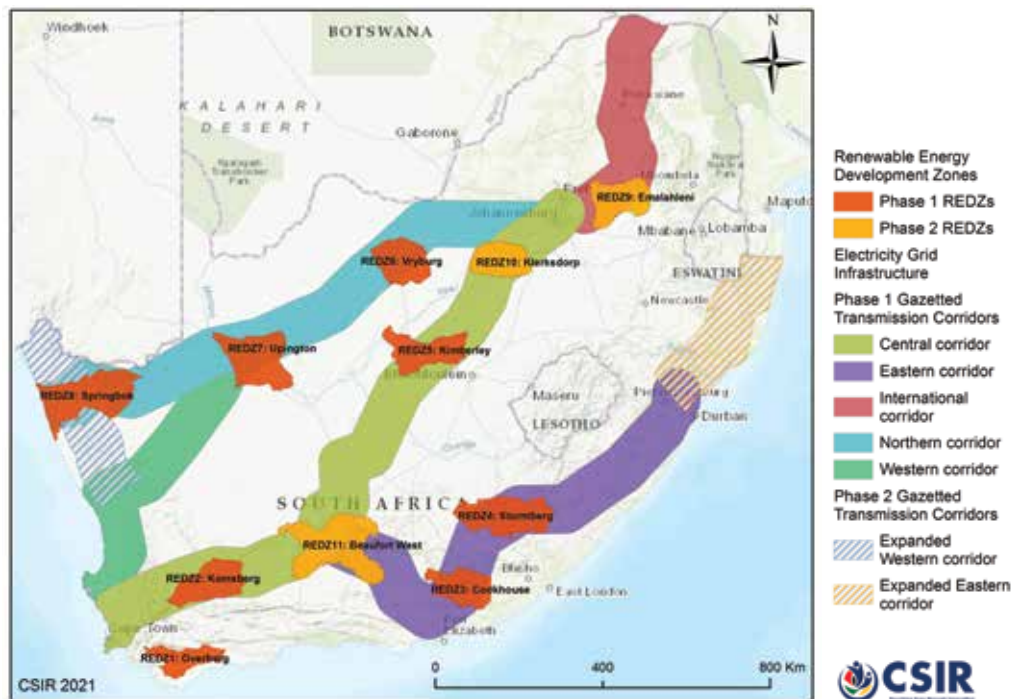 Windhoek
BOTSWANA
N
KALAHARI
DESERT
Gaborone
Johannesburg
REDZ9: Emalahleni
Maputo
Mbabane
Lobamba
REDZ6: Vryburg
REDZ10: Klerksdorp
ESWATINI
Newcastle
REDZ7: Upington
REDZ5: Kimberley
REDZ8: Springbok
Maseru
LESOTHO
Durban
SOUTH AFRICA
REDZ4: Stormberg
REDZ11: Beaufort West
REDZ2: Komsberg
REDZ3: Cookhouse
Bhisho
East London
Elizabeth
Cape Town
REDZ1: Overberg
0 400 800 Km
CSIR 2021
Renewable Energy
Development Zones
Phase 1 REDZs
Phase 2 REDZs
Electricity Grid
Infrastructure
Phase 1 Gazetted
Transmission Corridors
Central corridor
Eastern corridor
International
corridor
Northern corridor
Western corridor
Phase 2 Gazetted
Transmission Corridors
Expanded
Western corridor
Expanded Eastern
corridor
CSIR